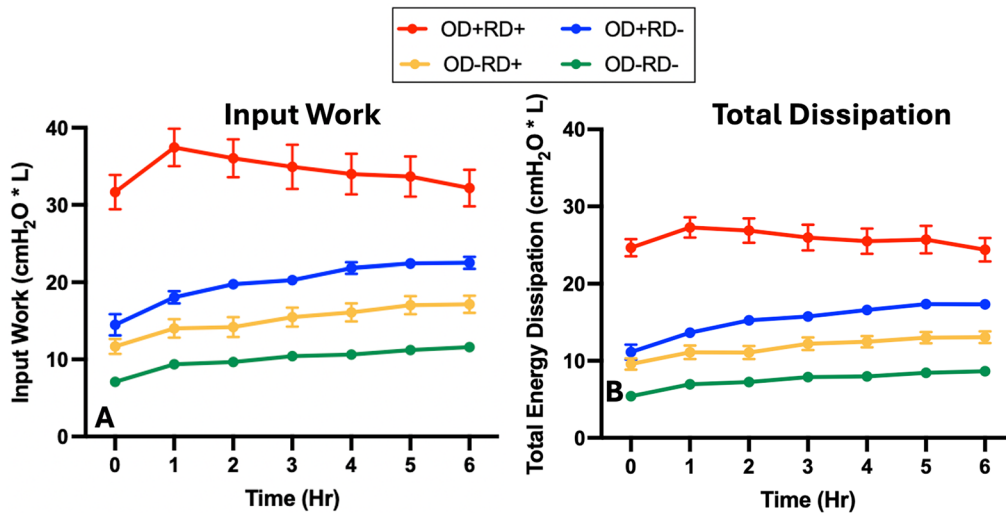 OD+RD+ OD+RD-
OD-RD+ OD-RD-
Input Work
Input Work (cmH₂O * L)
40
30
20
10
0
A
0 1 2 3 4 5 6
Time (Hr)
Total Dissipation
Total Energy Dissipation (cmH₂O * L)
40
30
20
10
0
B
0 1 2 3 4 5 6
Time (Hr)